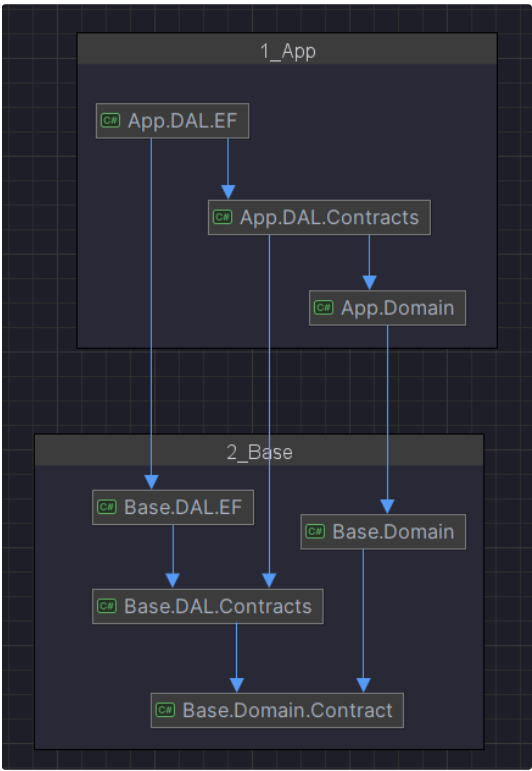 1_App
C# App.DAL.EF
C# App.DAL.Contracts
C# App.Domain
2_Base
C# Base.DAL.EF
C# Base.Domain
C# Base.DAL.Contracts
C# Base.Domain.Contract